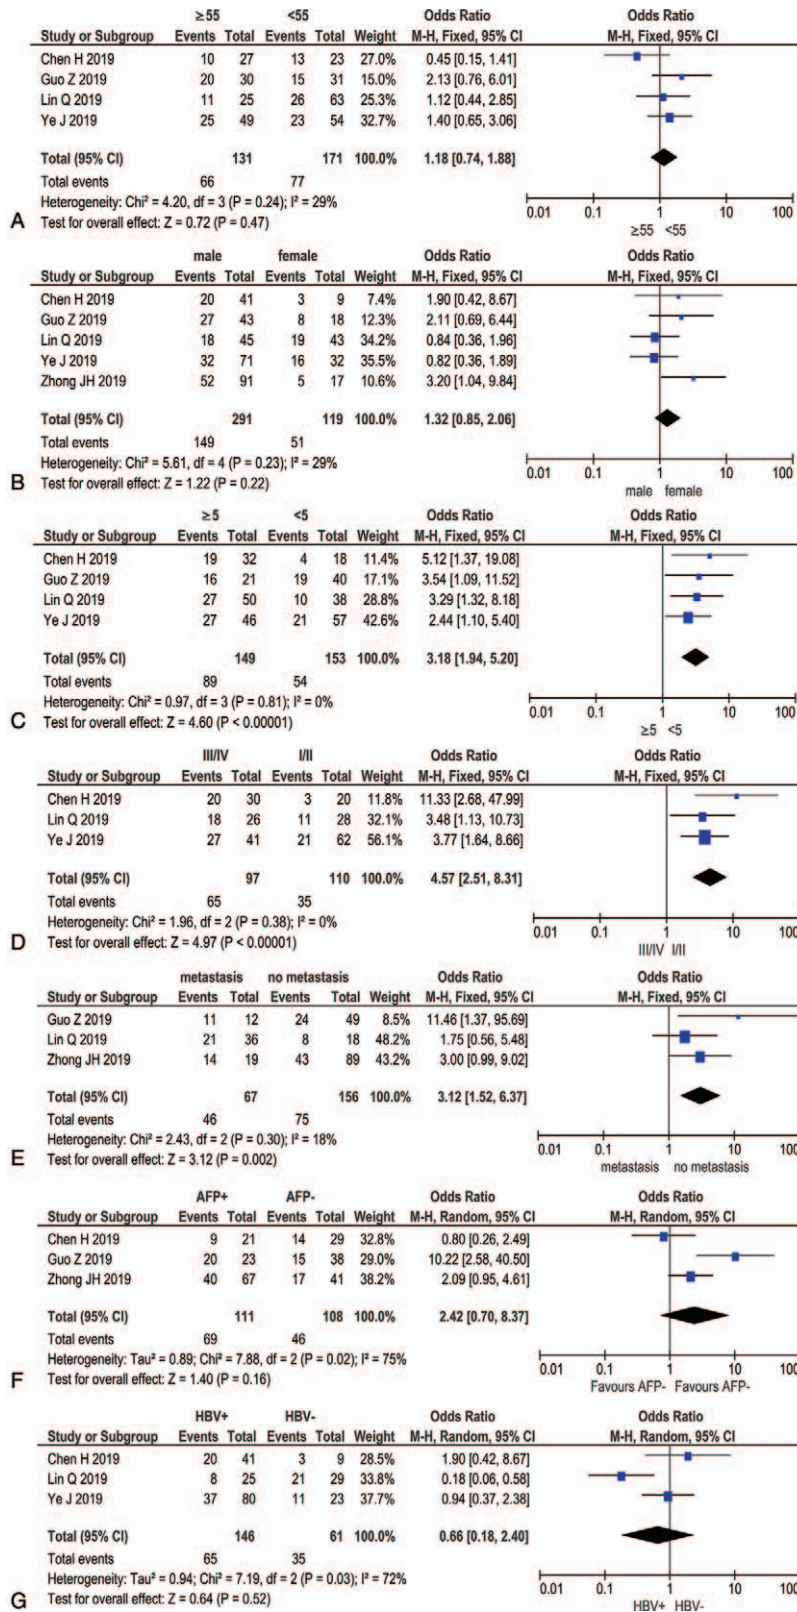 ≥55 <55 Odds Ratio Odds Ratio
Study or Subgroup Events Total Events Total Weight M-H, Fixed, 95% CI M-H, Fixed, 95% CI
Chen H 2019 10 27 13 23 27.0% 0.45 [0.15, 1.41]
Guo Z 2019 20 30 15 31 15.0% 2.13 [0.76, 6.01]
Lin Q 2019 11 25 26 63 25.3% 1.12 [0.44, 2.85]
Ye J 2019 25 49 23 54 32.7% 1.40 [0.65, 3.06]
Total (95% CI) 131 171 100.0% 1.18 [0.74, 1.88]
Total events 66 77
Heterogeneity: Chi² = 4.20, df = 3 (P = 0.24); I² = 29%
Test for overall effect: Z = 0.72 (P = 0.47)
0.01 0.1 1 10 100
≥55 <55
A
male female Odds Ratio Odds Ratio
Study or Subgroup Events Total Events Total Weight M-H, Fixed, 95% CI M-H, Fixed, 95% CI
Chen H 2019 20 41 3 9 7.4% 1.90 [0.42, 8.67]
Guo Z 2019 27 43 8 18 12.3% 2.11 [0.69, 6.44]
Lin Q 2019 18 45 19 43 34.2% 0.84 [0.36, 1.96]
Ye J 2019 32 71 16 32 35.5% 0.82 [0.36, 1.89]
Zhong JH 2019 52 91 5 17 10.6% 3.20 [1.04, 9.84]
Total (95% CI) 291 119 100.0% 1.32 [0.85, 2.06]
Total events 149 51
Heterogeneity: Chi² = 5.61, df = 4 (P = 0.23); I² = 29%
Test for overall effect: Z = 1.22 (P = 0.22)
0.01 0.1 1 10 100
male female
B
≥5 <5 Odds Ratio Odds Ratio
Study or Subgroup Events Total Events Total Weight M-H, Fixed, 95% CI M-H, Fixed, 95% CI
Chen H 2019 19 32 4 18 11.4% 5.12 [1.37, 19.08]
Guo Z 2019 16 21 19 40 17.1% 3.54 [1.09, 11.52]
Lin Q 2019 27 50 10 38 28.8% 3.29 [1.32, 8.18]
Ye J 2019 27 46 21 57 42.6% 2.44 [1.10, 5.40]
Total (95% CI) 149 153 100.0% 3.18 [1.94, 5.20]
Total events 89 54
Heterogeneity: Chi² = 0.97, df = 3 (P = 0.81); I² = 0%
Test for overall effect: Z = 4.60 (P < 0.00001)
0.01 0.1 1 10 100
≥5 <5
C
III/IV I/II Odds Ratio Odds Ratio
Study or Subgroup Events Total Events Total Weight M-H, Fixed, 95% CI M-H, Fixed, 95% CI
Chen H 2019 20 30 3 20 11.8% 11.33 [2.68, 47.99]
Lin Q 2019 18 26 11 28 32.1% 3.48 [1.13, 10.73]
Ye J 2019 27 41 21 62 56.1% 3.77 [1.64, 8.66]
Total (95% CI) 97 110 100.0% 4.57 [2.51, 8.31]
Total events 65 35
Heterogeneity: Chi² = 1.96, df = 2 (P = 0.38); I² = 0%
Test for overall effect: Z = 4.97 (P < 0.00001)
0.01 0.1 1 10 100
III/IV I/II
D
metastasis no metastasis Odds Ratio Odds Ratio
Study or Subgroup Events Total Events Total Weight M-H, Fixed, 95% CI M-H, Fixed, 95% CI
Guo Z 2019 11 12 24 49 8.5% 11.46 [1.37, 95.69]
Lin Q 2019 21 36 8 18 48.2% 1.75 [0.56, 5.48]
Zhong JH 2019 14 19 43 89 43.2% 3.00 [0.99, 9.02]
Total (95% CI) 67 156 100.0% 3.12 [1.52, 6.37]
Total events 46 75
Heterogeneity: Chi² = 2.43, df = 2 (P = 0.30); I² = 18%
Test for overall effect: Z = 3.12 (P = 0.002)
0.01 0.1 1 10 100
metastasis no metastasis
E
AFP+ AFP- Odds Ratio Odds Ratio
Study or Subgroup Events Total Events Total Weight M-H, Random, 95% CI M-H, Random, 95% CI
Chen H 2019 9 21 14 29 32.8% 0.80 [0.26, 2.49]
Guo Z 2019 20 23 15 38 29.0% 10.22 [2.58, 40.50]
Zhong JH 2019 40 67 17 41 38.2% 2.09 [0.95, 4.61]
Total (95% CI) 111 108 100.0% 2.42 [0.70, 8.37]
Total events 69 46
Heterogeneity: Tau² = 0.89; Chi² = 7.88, df = 2 (P = 0.02); I² = 75%
Test for overall effect: Z = 1.40 (P = 0.16)
0.01 0.1 1 10 100
Favours AFP- Favours AFP-
F
HBV+ HBV- Odds Ratio Odds Ratio
Study or Subgroup Events Total Events Total Weight M-H, Random, 95% CI M-H, Random, 95% CI
Chen H 2019 20 41 3 9 28.5% 1.90 [0.42, 8.67]
Lin Q 2019 8 25 21 29 33.8% 0.18 [0.06, 0.58]
Ye J 2019 37 80 11 23 37.7% 0.94 [0.37, 2.38]
Total (95% CI) 146 61 100.0% 0.66 [0.18, 2.40]
Total events 65 35
Heterogeneity: Tau² = 0.94; Chi² = 7.19, df = 2 (P = 0.03); I² = 72%
Test for overall effect: Z = 0.64 (P = 0.52)
0.01 0.1 1 10 100
HBV+ HBV-
G